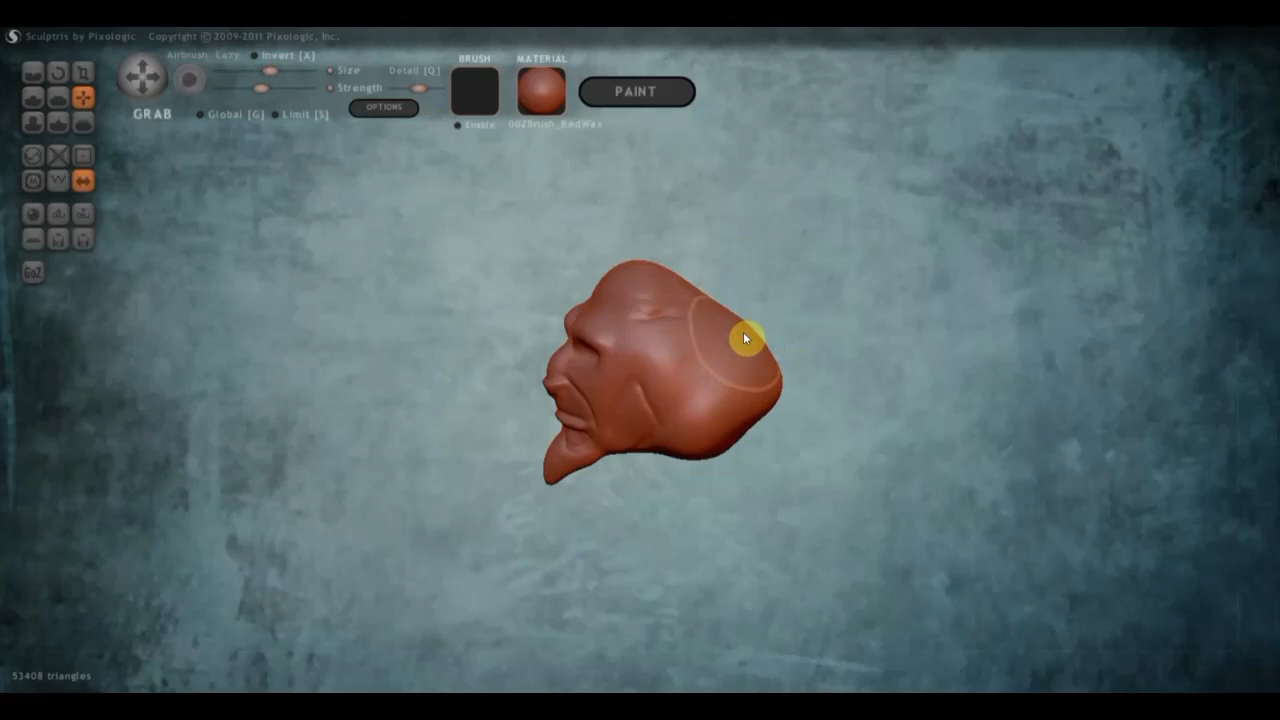 Sculptris by Pixologic Copyright © 2009-2011 Pixologic, Inc.
Airbrush Lazy Invert [X]
Size Detail [Q]
Strength
OPTIONS
GRAB Global [G] Limit [S]
BRUSH MATERIAL
Enable 00ZBrush_RedWax
PAINT
GoZ
53408 triangles